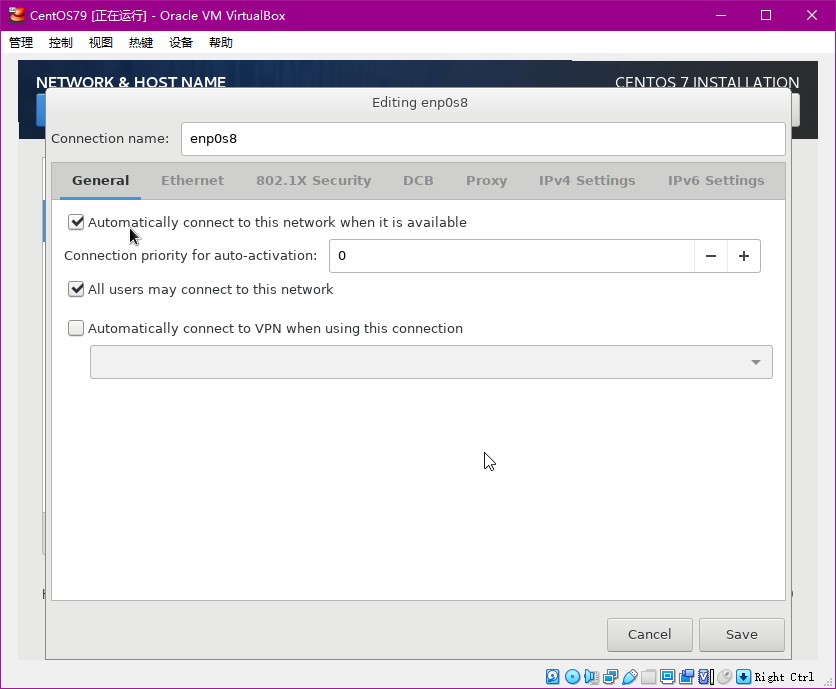 CentOS79 [正在运行] - Oracle VM VirtualBox
管理 控制 视图 热键 设备 帮助
NETWORK & HOST NAME CENTOS 7 INSTALLATION
Editing enp0s8
Connection name: enp0s8
General Ethernet 802.1X Security DCB Proxy IPv4 Settings IPv6 Settings
Automatically connect to this network when it is available
Connection priority for auto-activation: 0
All users may connect to this network
Automatically connect to VPN when using this connection
Cancel Save
Right Ctrl